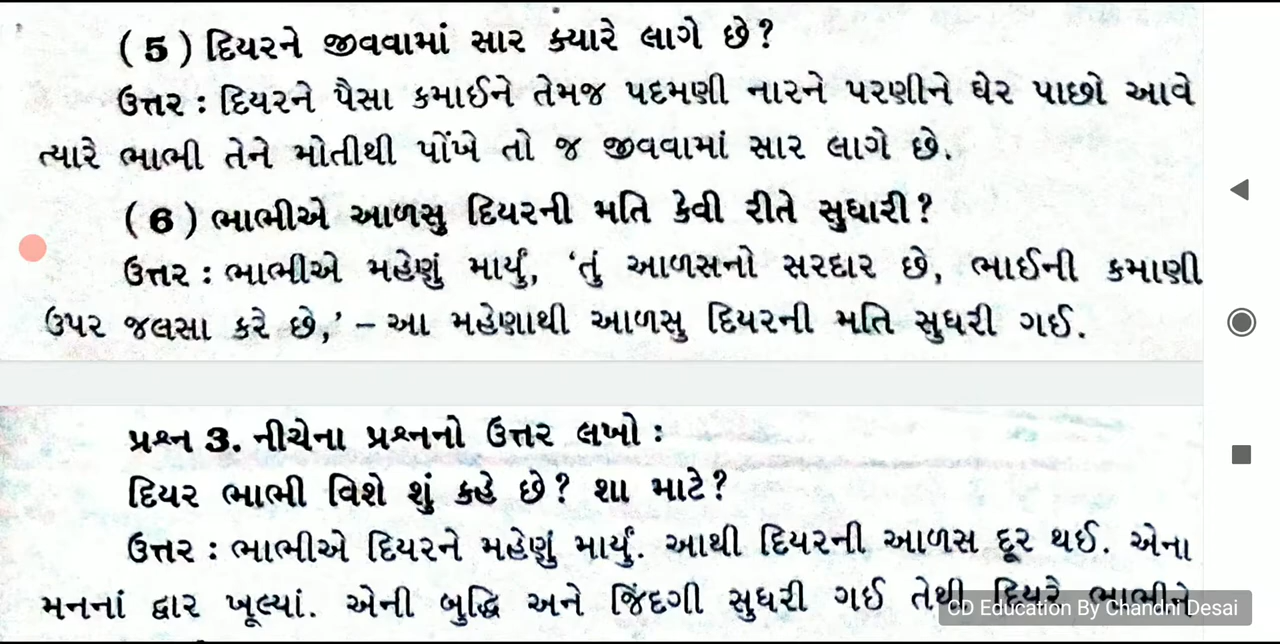 (5) દિયરને જીવવામાં સાર ક્યારે લાગે છે?
ઉત્તર : દિયરને પૈસા કમાઈને તેમજ પદમણી નારને પરણીને ઘેર પાછો આવે
ત્યારે ભાભી તેને મોતીથી પોંખે તો જ જીવવામાં સાર લાગે છે.
(6) ભાભીએ આળસુ દિયરની મતિ કેવી રીતે સુધારી?
ઉત્તર : ભાભીએ મહેણું માર્યું, ‘તું આળસનો સરદાર છે, ભાઈની કમાણી
ઉપર જલસા કરે છે,’ – આ મહેણાથી આળસુ દિયરની મતિ સુધરી ગઈ.
પ્રશ્ન 3. નીચેના પ્રશ્નનો ઉત્તર લખો :
દિયર ભાભી વિશે શું કહે છે? શા માટે?
ઉત્તર : ભાભીએ દિયરને મહેણું માર્યું. આથી દિયરની આળસ દૂર થઈ. એના
મનનાં દ્વાર ખૂલ્યાં. એની બુદ્ધિ અને જિંદગી સુધરી ગઈ તેથી દિયરે ભાભીને
CD Education By Chandni Desai